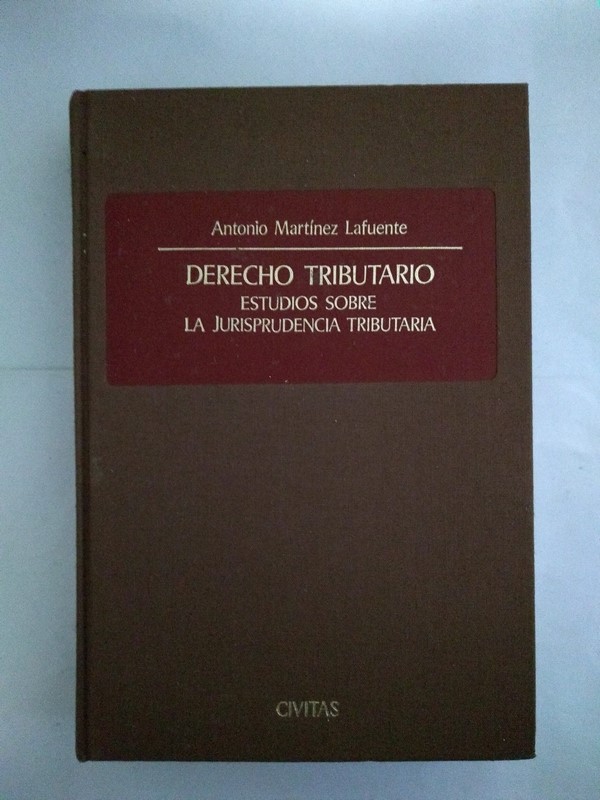 Antonio Martínez Lafuente
DERECHO TRIBUTARIO
ESTUDIOS SOBRE
LA JURISPRUDENCIA TRIBUTARIA
CIVITAS